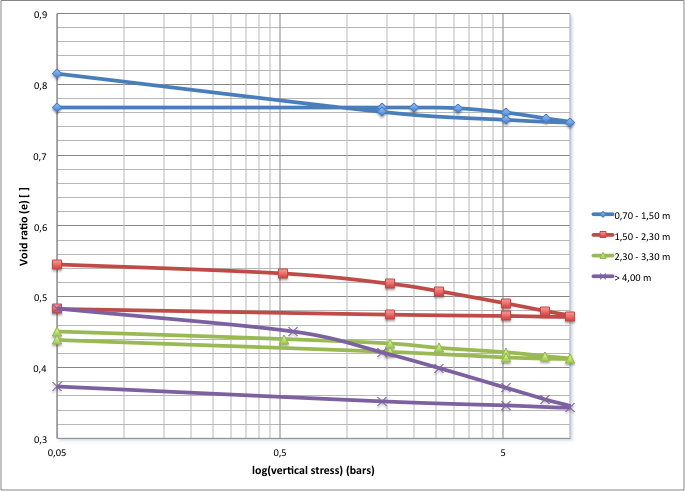 0,9
0,8
0,7
0,6
0,5
0,4
0,3
Void ratio (e) [ ]
0,05
0,5
5
log(vertical stress) (bars)
0,70 - 1,50 m
1,50 - 2,30 m
2,30 - 3,30 m
> 4,00 m